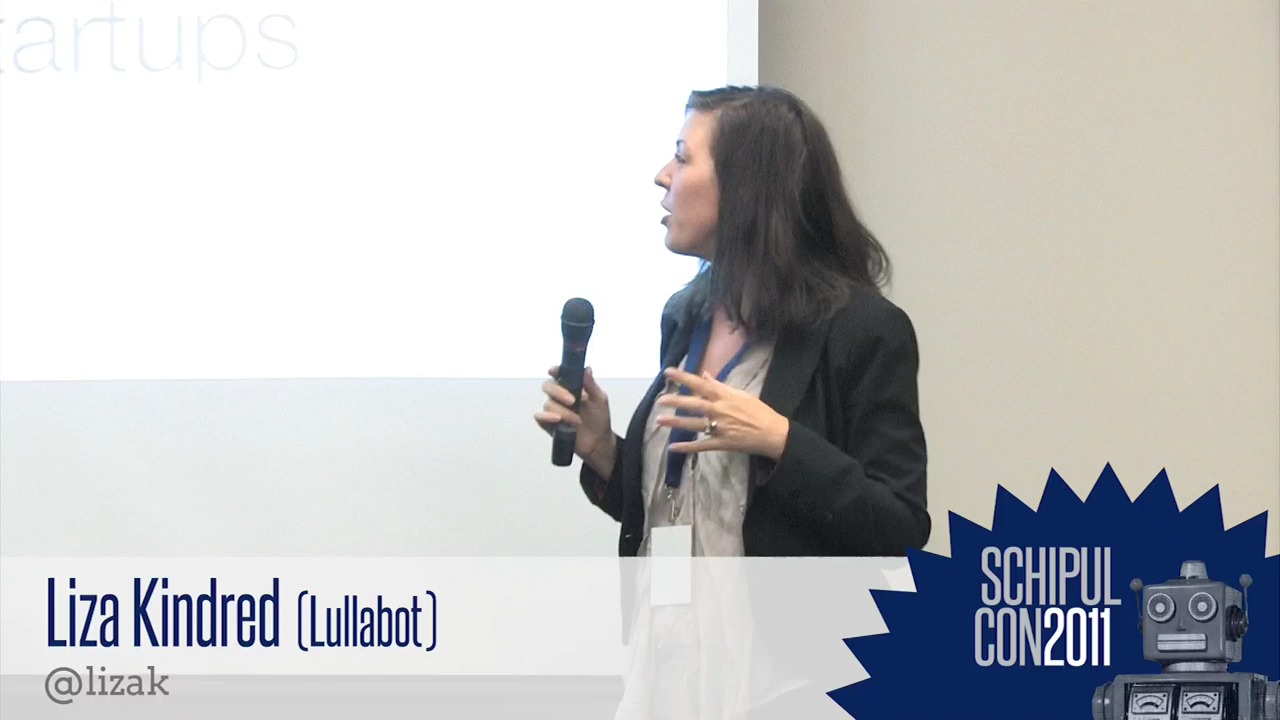 tartups
Liza Kindred (Lullabot)
@lizak
SCHIPUL
CON2011